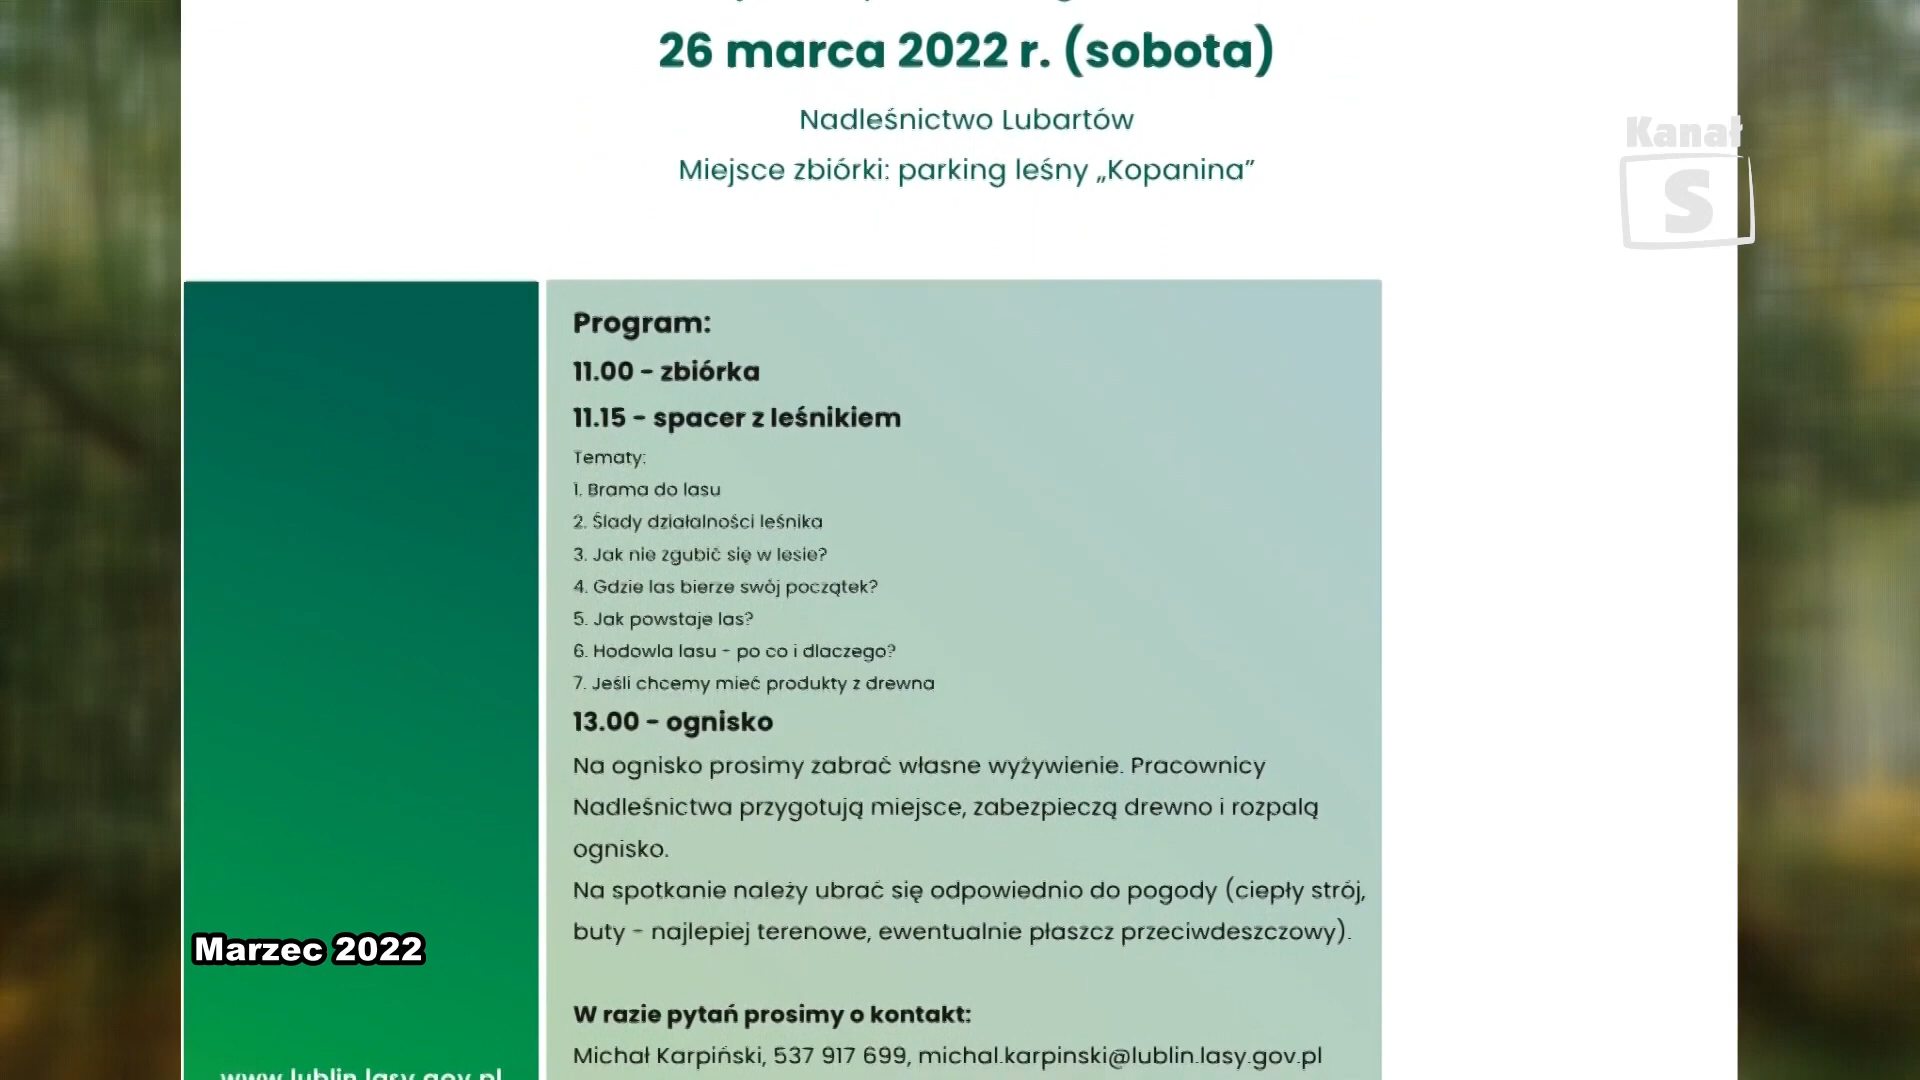 26 marca 2022 r. (sobota)
Nadleśnictwo Lubartów
Miejsce zbiórki: parking leśny „Kopanina”
Kanał
S
Program:
11.00 - zbiórka
11.15 - spacer z leśnikiem
Tematy:
1. Brama do lasu
2. Ślady działalności leśnika
3. Jak nie zgubić się w lesie?
4. Gdzie las bierze swój początek?
5. Jak powstaje las?
6. Hodowla lasu - po co i dlaczego?
7. Jeśli chcemy mieć produkty z drewna
13.00 - ognisko
Na ognisko prosimy zabrać własne wyżywienie. Pracownicy
Nadleśnictwa przygotują miejsce, zabezpieczą drewno i rozpalą
ognisko.
Na spotkanie należy ubrać się odpowiednio do pogody (ciepły strój,
buty - najlepiej terenowe, ewentualnie płaszcz przeciwdeszczowy).
Marzec 2022
W razie pytań prosimy o kontakt:
Michał Karpiński, 537 917 699, michal.karpinski@lublin.lasy.gov.pl
www.lublin.lasy.gov.pl